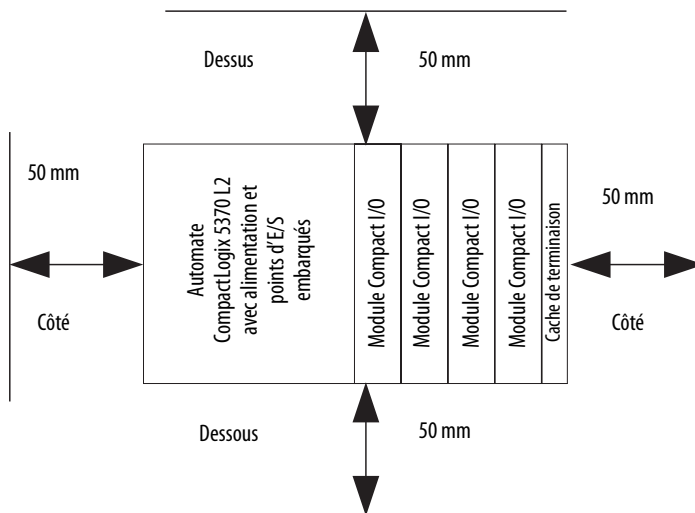 Dessus
50 mm
50 mm
Côté
Automate
CompactLogix 5370 L2
avec alimentation et
points d'E/S
embarqués
Module Compact I/O
Module Compact I/O
Module Compact I/O
Module Compact I/O
Cache de terminaison
50 mm
Côté
Dessous
50 mm